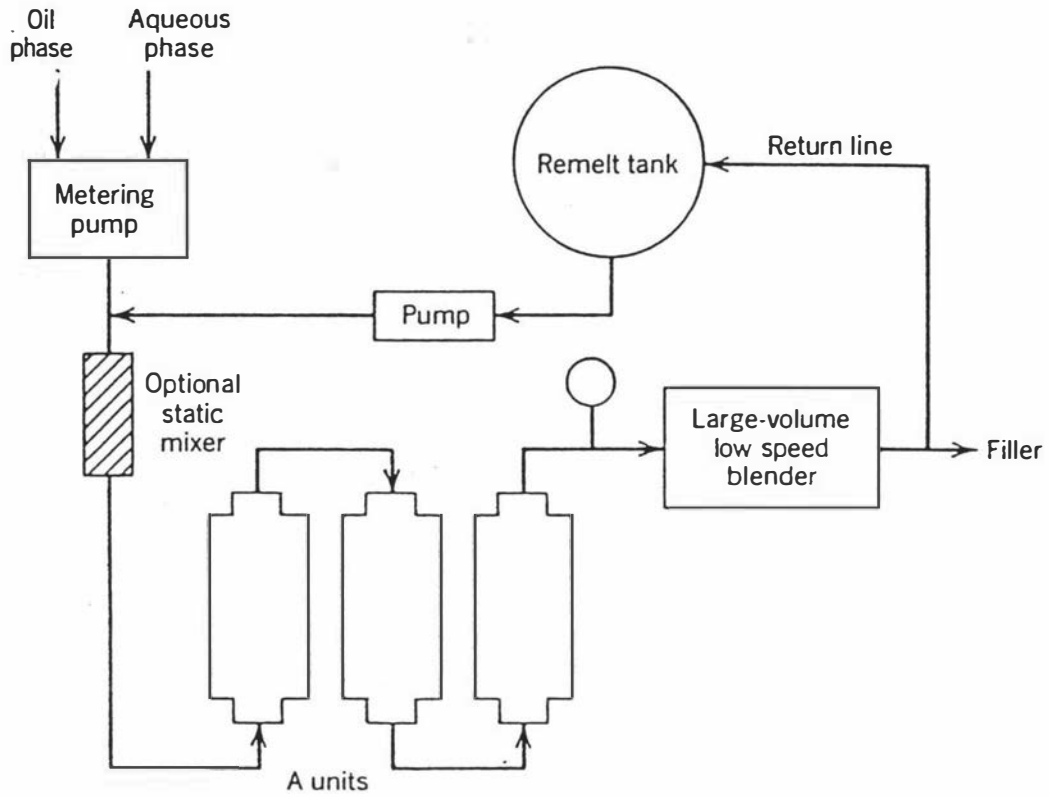 Oil
phase
Aqueous
phase
Metering
pump
Remelt tank
Return line
Pump
Optional
static
mixer
Large-volume
low speed
blender
Filler
A units